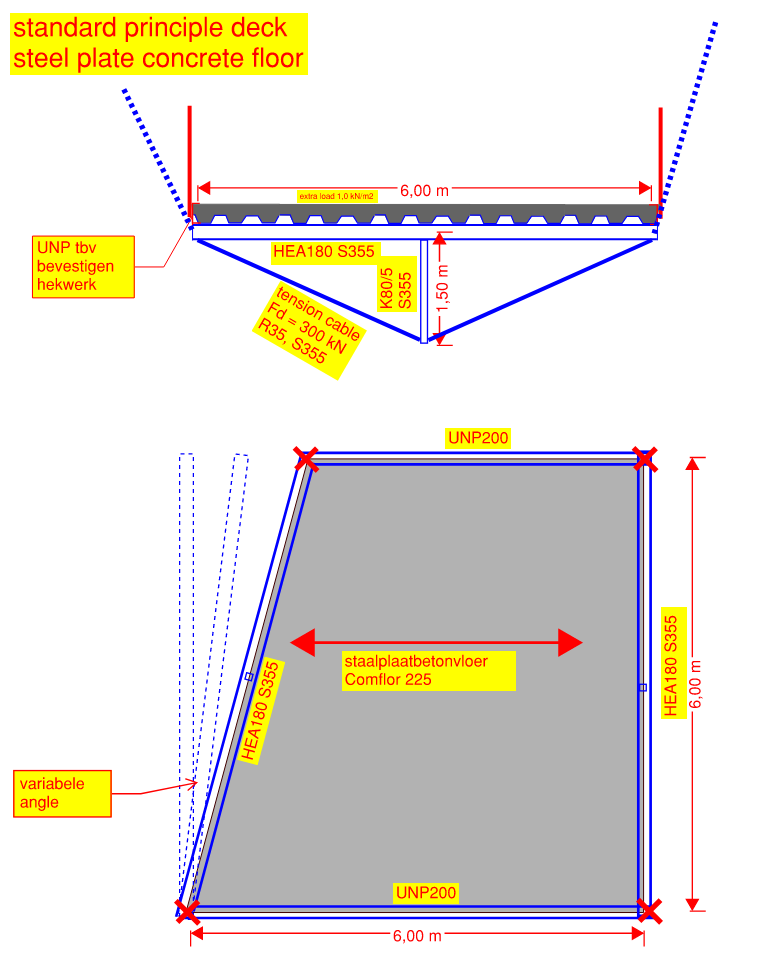 standard principle deck
steel plate concrete floor
6,00 m
extra load 1,0 kN/m2
UNP tbv
bevestigen
hekwerk
HEA180 S355
K80/5
S355
1,50 m
tension cable
Fd = 300 kN
R35, S355
UNP200
HEA180 S355
6,00 m
staalplaatbetonvloer
Comflor 225
HEA180 S355
variabele
angle
UNP200
6,00 m